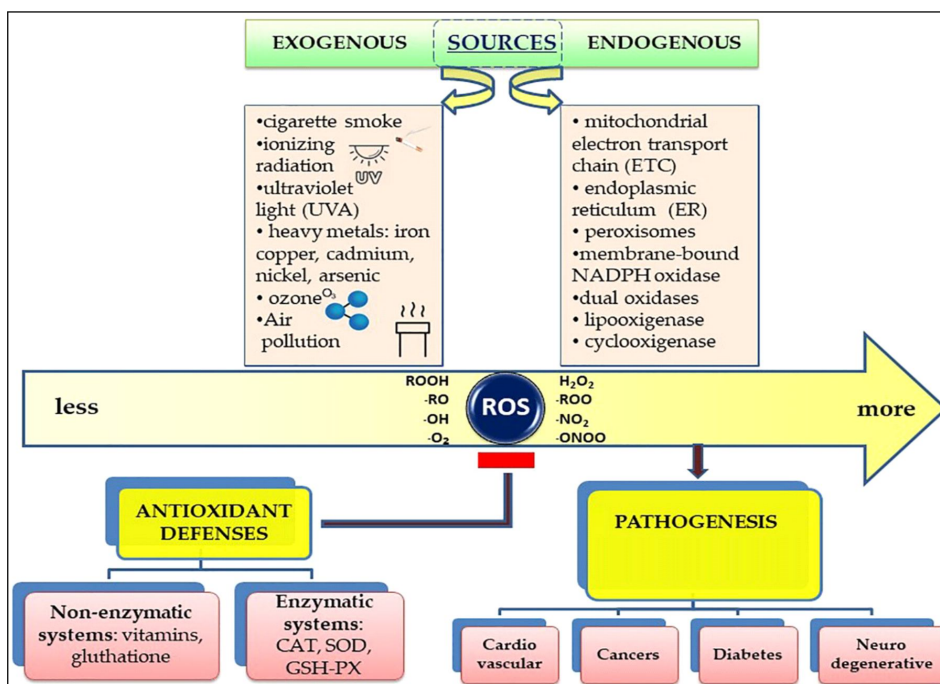 EXOGENOUS SOURCES ENDOGENOUS
•cigarette smoke
•ionizing
radiation
UV
•ultraviolet
light (UVA)
• heavy metals: iron
copper, cadmium,
nickel, arsenic
• ozone O₃
•Air
pollution
• mitochondrial
electron transport
chain (ETC)
• endoplasmic
reticulum (ER)
• peroxisomes
•membrane-bound
NADPH oxidase
•dual oxidases
• lipooxigenase
• cyclooxigenase
less
ROOH
-RO
-OH
-O₂
ROS
H₂O₂
-ROO
-NO₂
-ONOO
more
ANTIOXIDANT
DEFENSES
Non-enzymatic
systems: vitamins,
gluthatione
Enzymatic
systems:
CAT, SOD,
GSH-PX
PATHOGENESIS
Cardio
vascular
Cancers
Diabetes
Neuro
degenerative